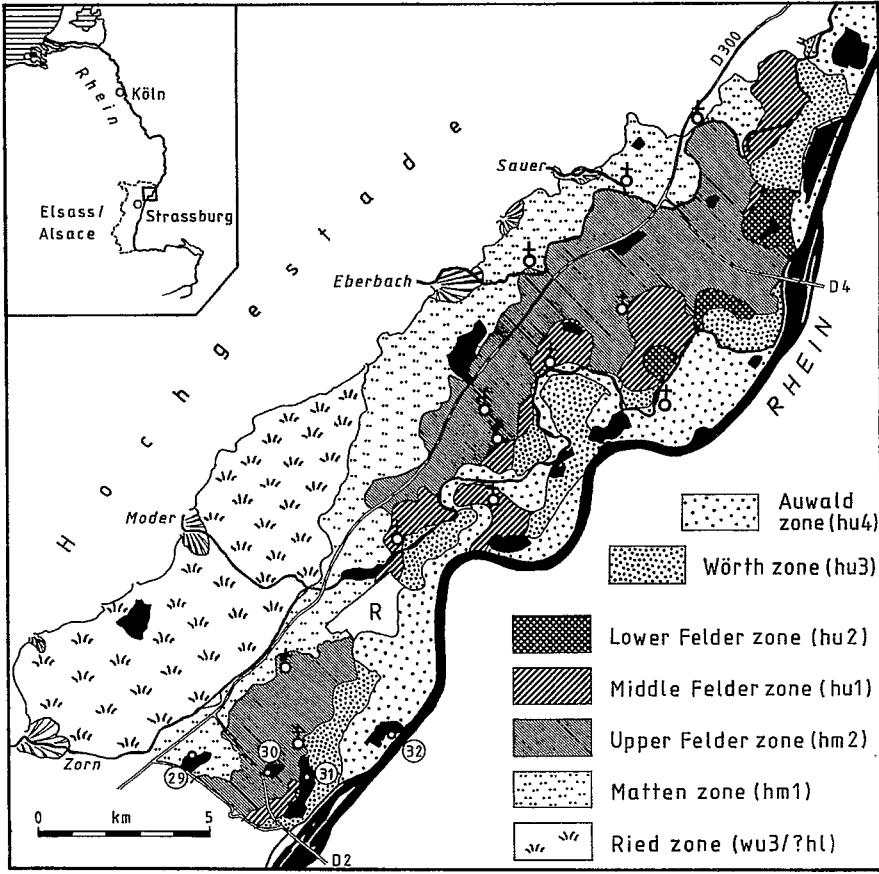 Rhein
Köln
Elsass/
Alsace
Strassburg
D300
Sauer
Hochgestade
Eberbach
D4
RHEIN
Moder
Auwald
zone (hu4)
Wörth zone (hu3)
R
Lower Felder zone (hu2)
Middle Felder zone (hu1)
Upper Felder zone (hm2)
Matten zone (hm1)
Ried zone (wu3/?hl)
Zorn
29
30
31
32
0 km 5
D2